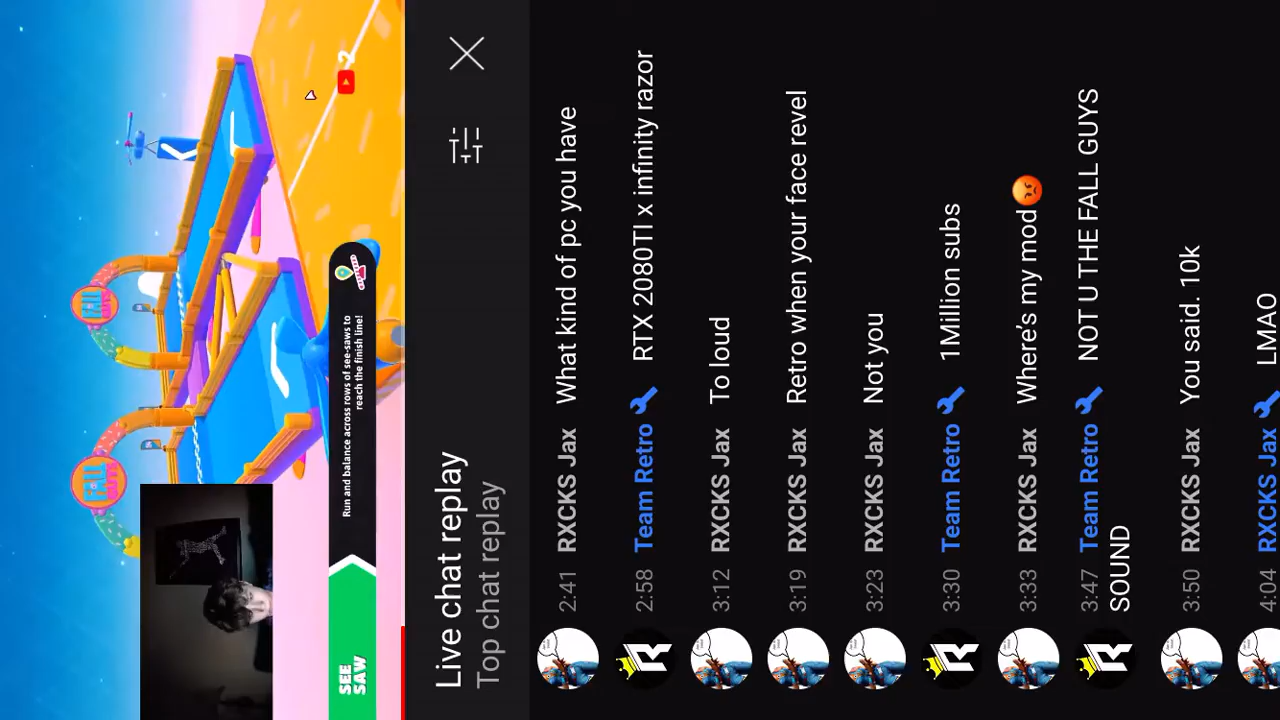 FALL
GUYS
FALL
2
Run and balance across rows of see-saws to
reach the finish line!
SEE
SAW
Live chat replay
Top chat replay
2:41 RXCKS Jax What kind of pc you have
2:58 Team Retro RTX 2080TI x infinity razor
3:12 RXCKS Jax To loud
3:19 RXCKS Jax Retro when your face revel
3:23 RXCKS Jax Not you
3:30 Team Retro 1Million subs
3:33 RXCKS Jax Where's my mod😡
3:47 Team Retro NOT U THE FALL GUYS
SOUND
3:50 RXCKS Jax You said. 10k
4:04 RXCKS Jax LMAO